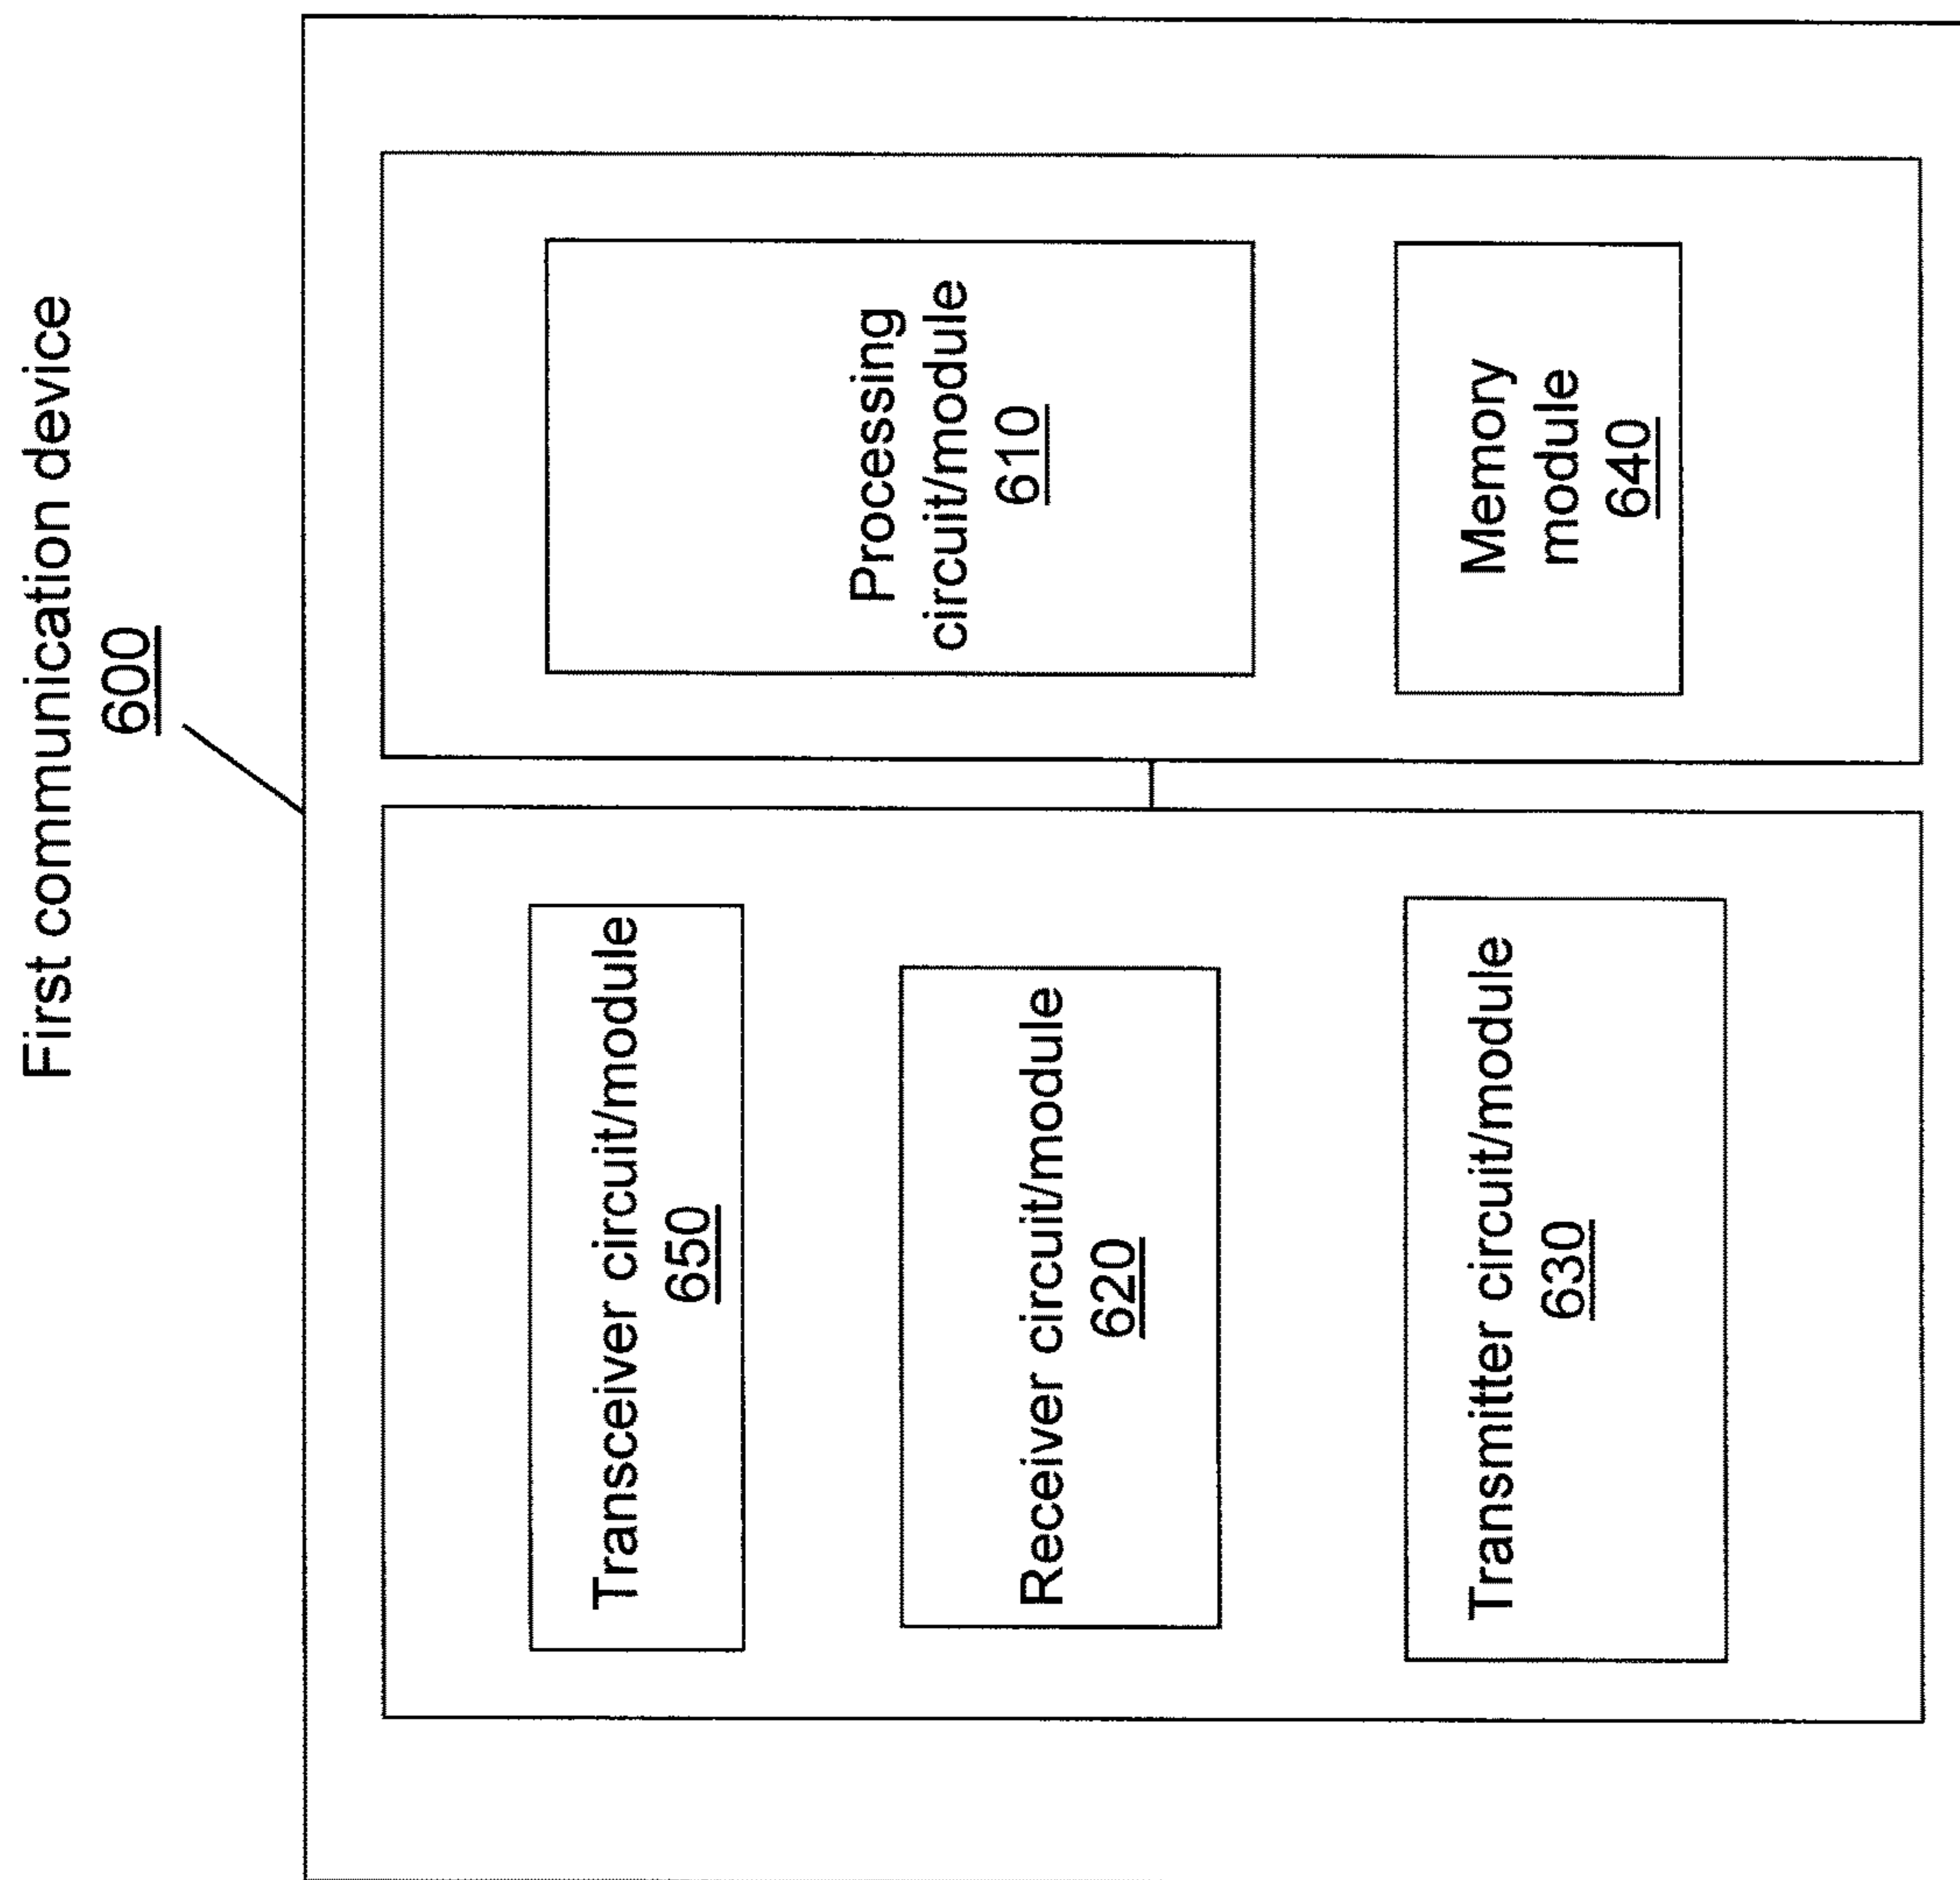 First communication device
600
Transceiver circuit/module
650
Receiver circuit/module
620
Transmitter circuit/module
630
Processing
circuit/module
610
Memory
module
640